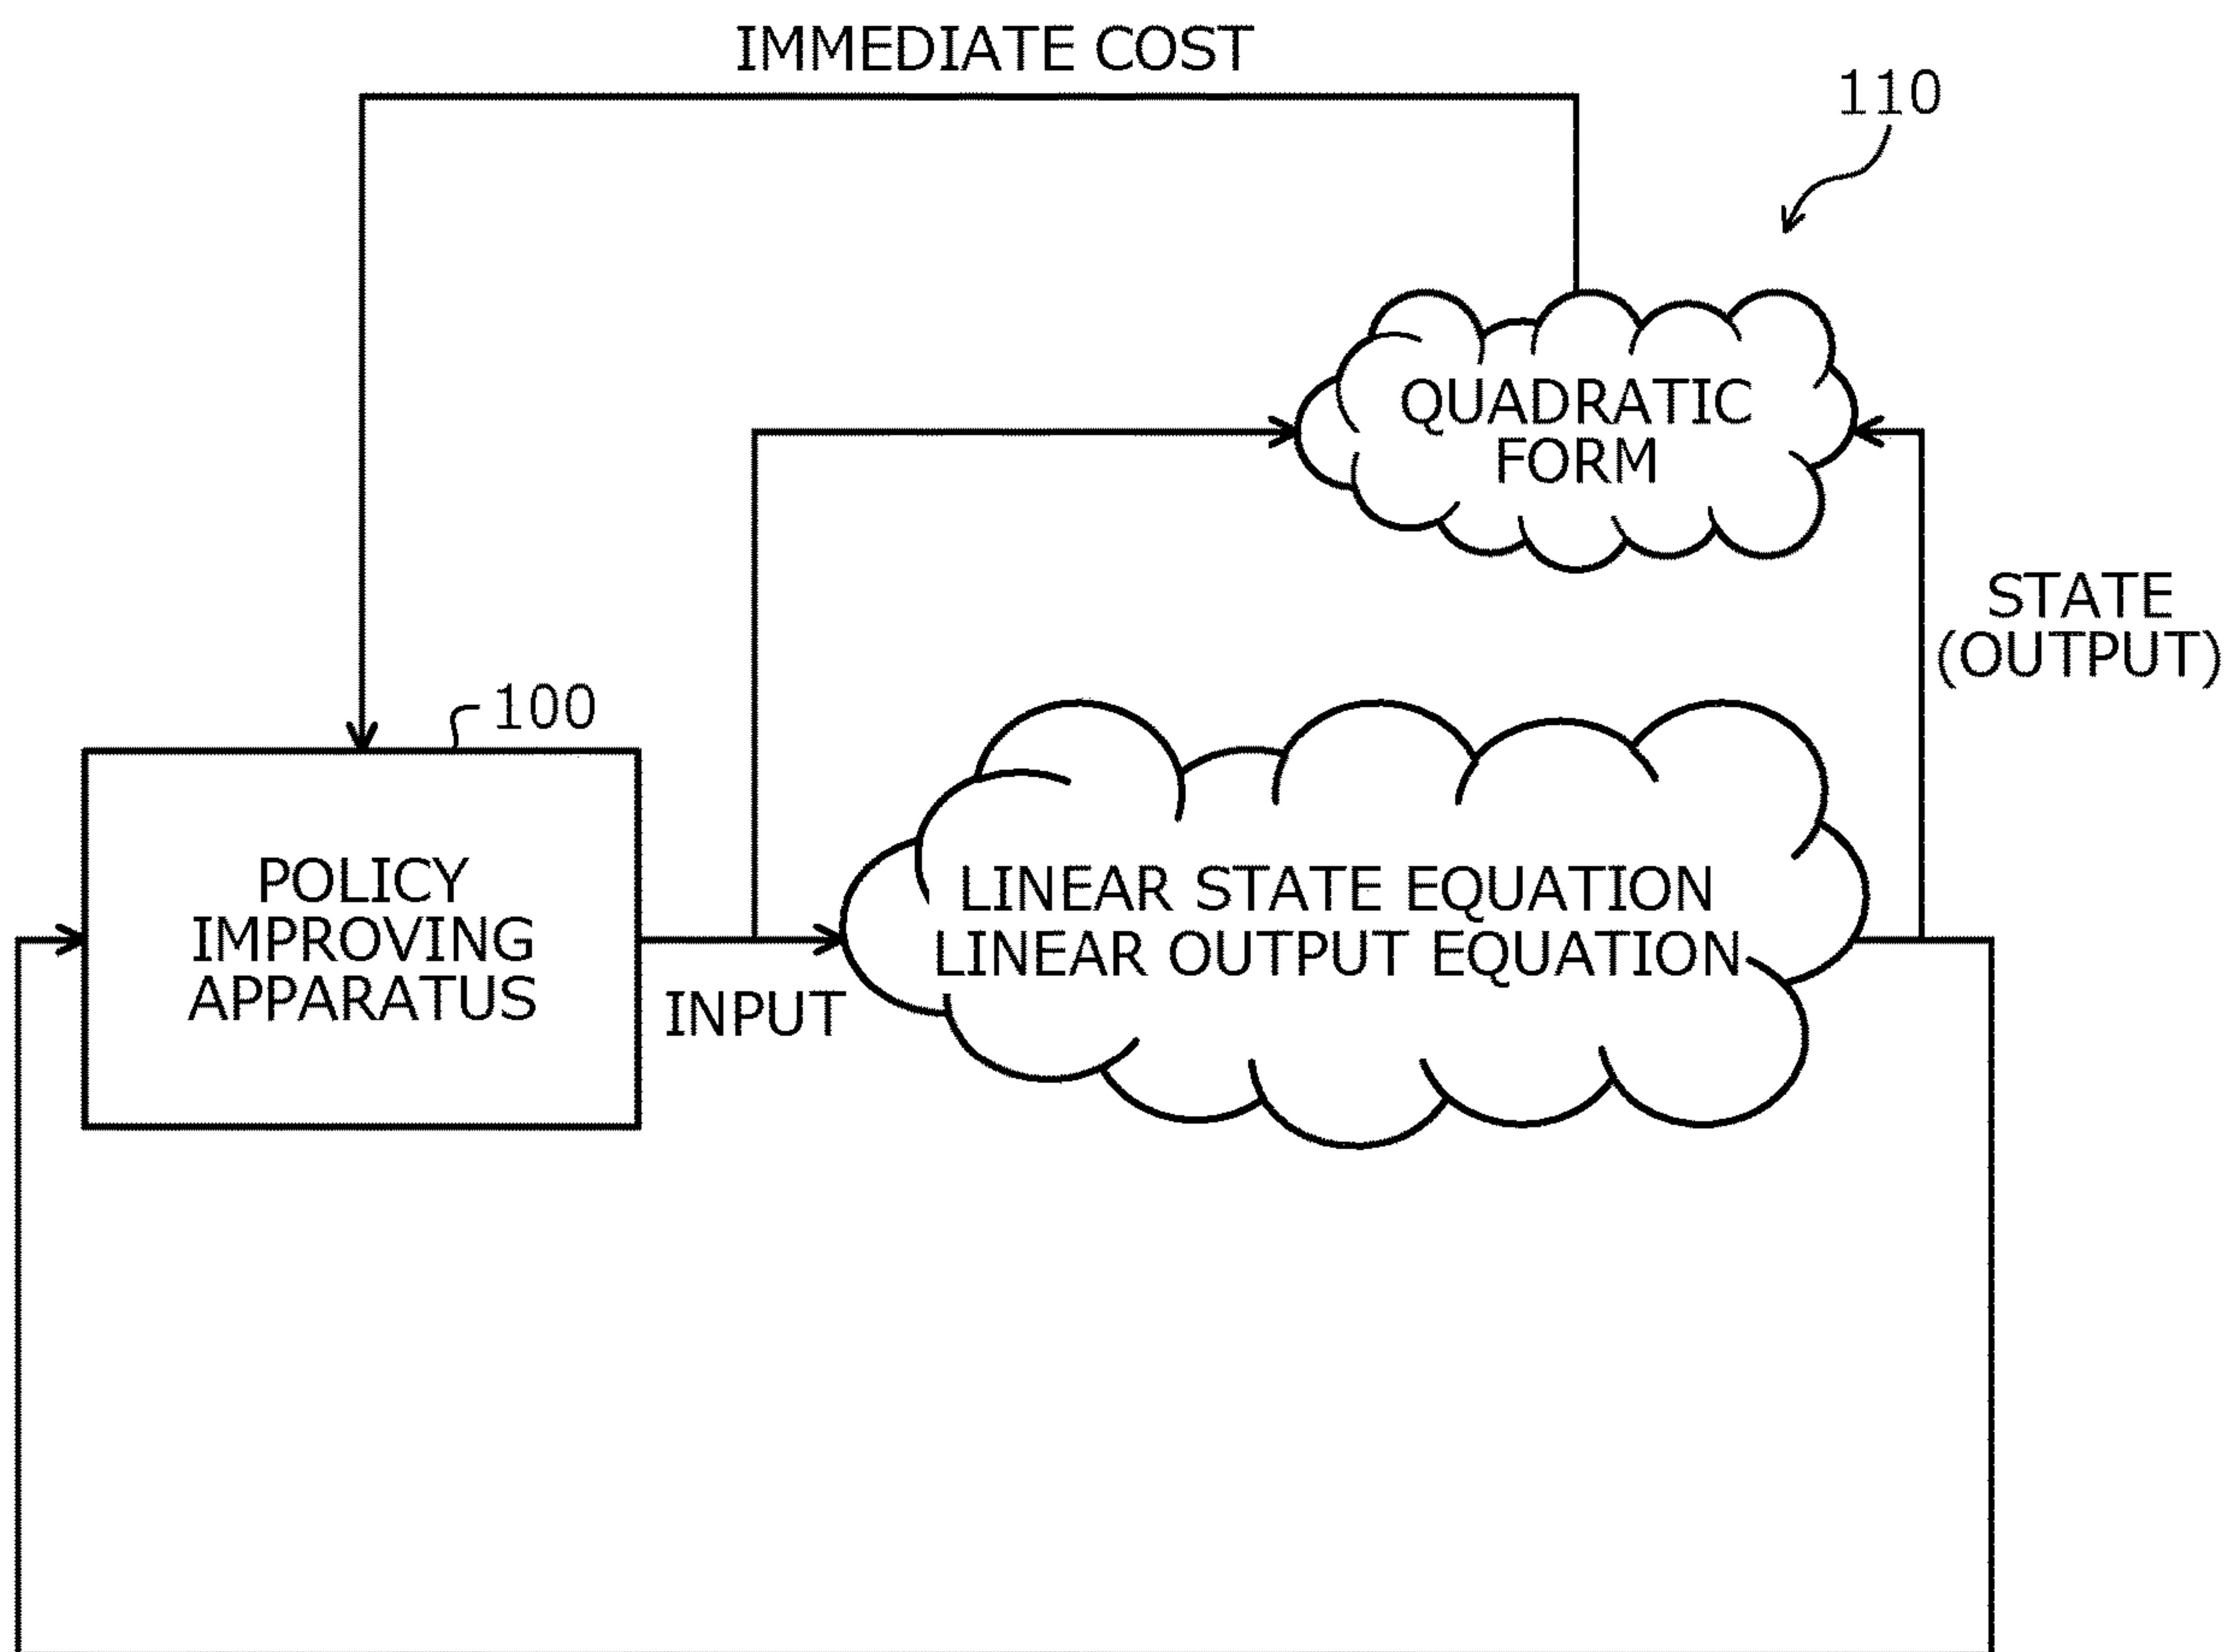 IMMEDIATE COST
110
QUADRATIC
FORM
STATE
(OUTPUT)
100
POLICY
IMPROVING
APPARATUS
LINEAR STATE EQUATION
LINEAR OUTPUT EQUATION
INPUT